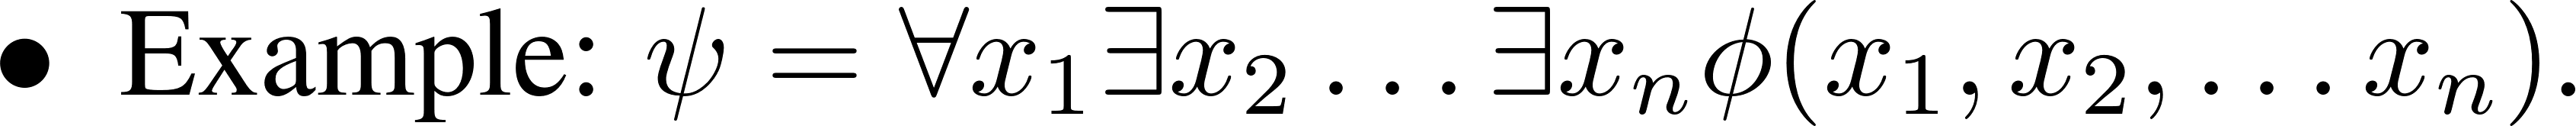 • Example: ψ = ∀x₁∃x₂ . . . ∃xₙϕ(x₁, x₂, . . . xₙ).